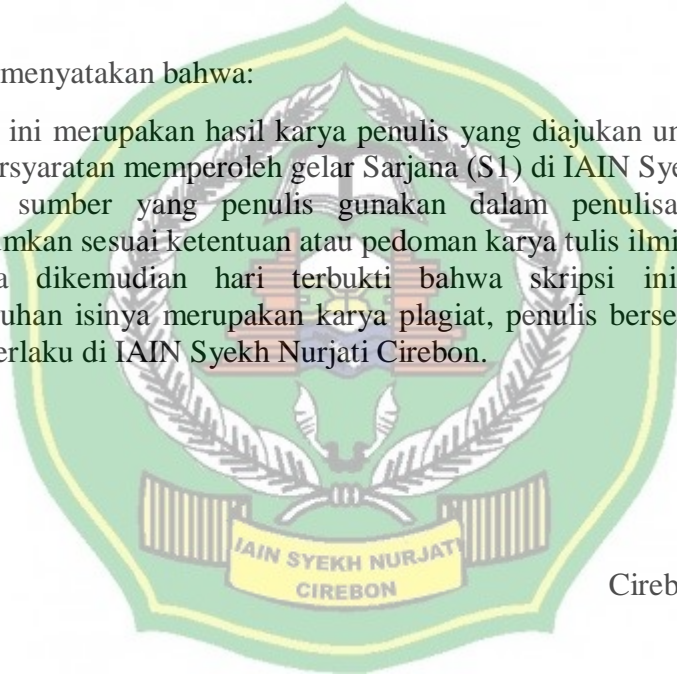 menyatakan bahwa:
ini merupakan hasil karya penulis yang diajukan un
rsyaratan memperoleh gelar Sarjana (S1) di IAIN Sye
sumber yang penulis gunakan dalam penulisa
umkan sesuai ketentuan atau pedoman karya tulis ilmi
a dikemudian hari terbukti bahwa skripsi ini
uhan isinya merupakan karya plagiat, penulis berse
erlaku di IAIN Syekh Nurjati Cirebon.
IAIN SYEKH NURJATI
CIREBON
Cireb